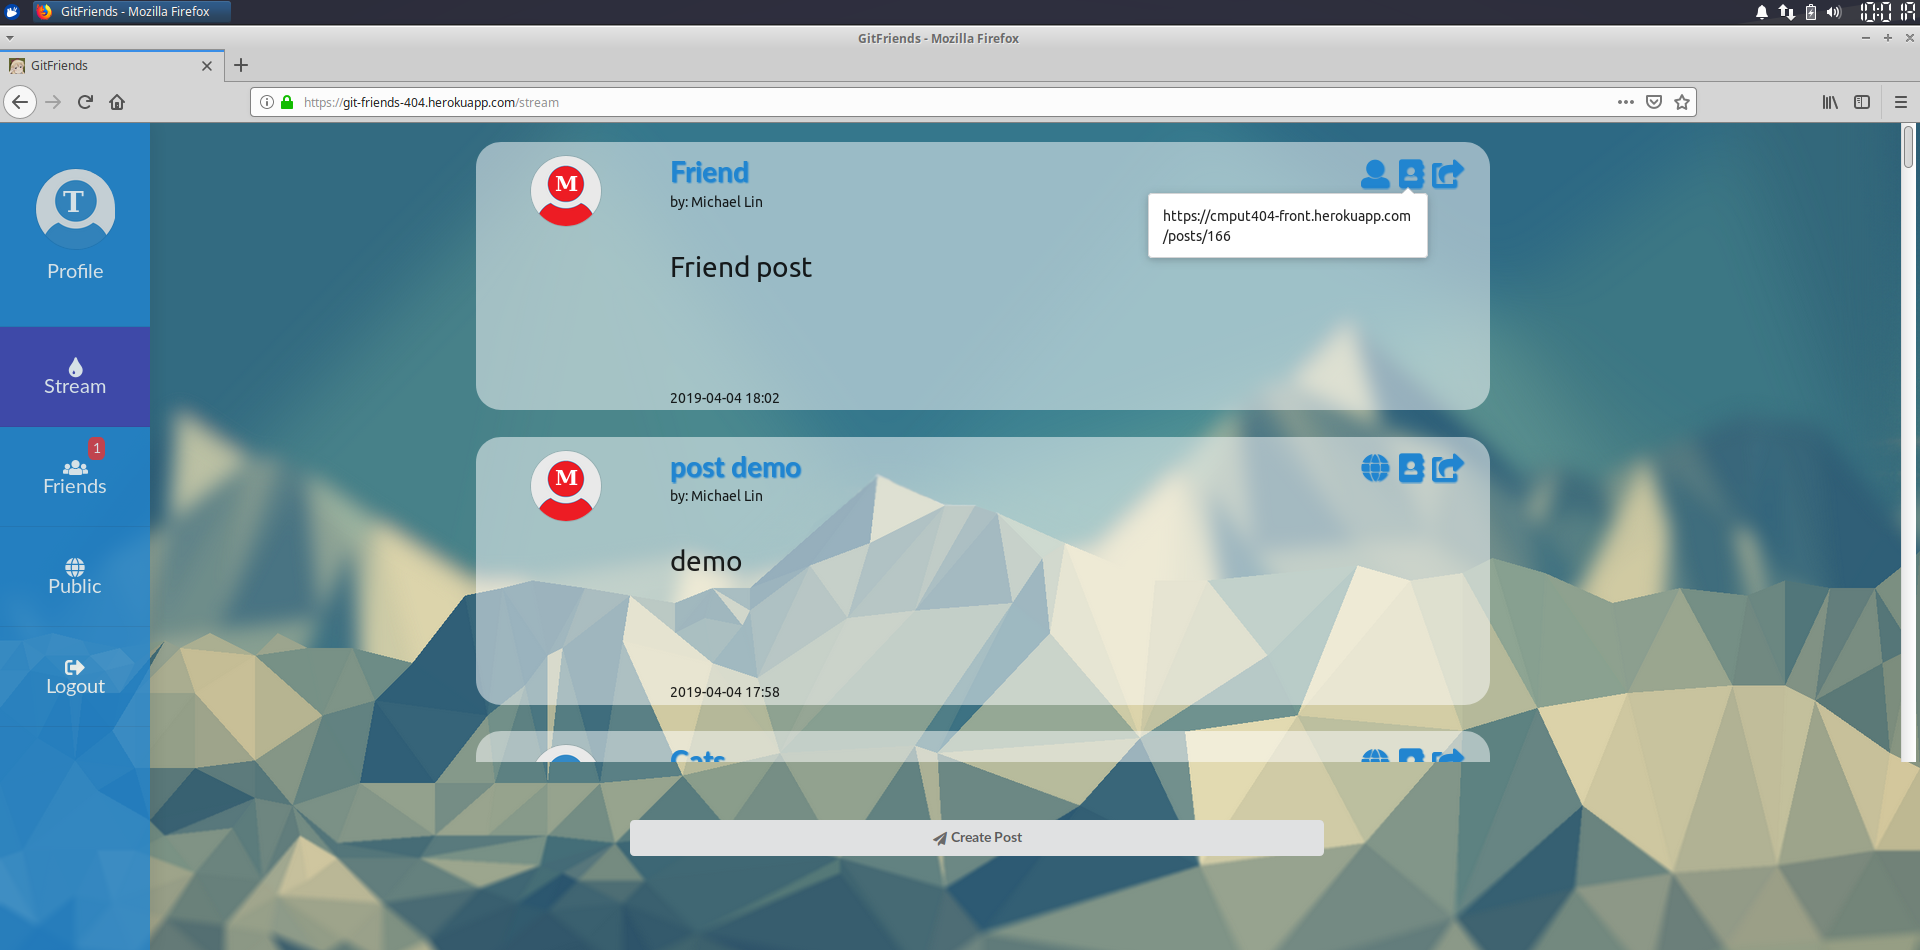 GitFriends - Mozilla Firefox
GitFriends - Mozilla Firefox
GitFriends
https://git-friends-404.herokuapp.com/stream
T
Profile
Stream
1
Friends
Public
Logout
M
Friend
by: Michael Lin
https://cmput404-front.herokuapp.com
/posts/166
Friend post
2019-04-04 18:02
M
post demo
by: Michael Lin
demo
2019-04-04 17:58
Cats
Create Post